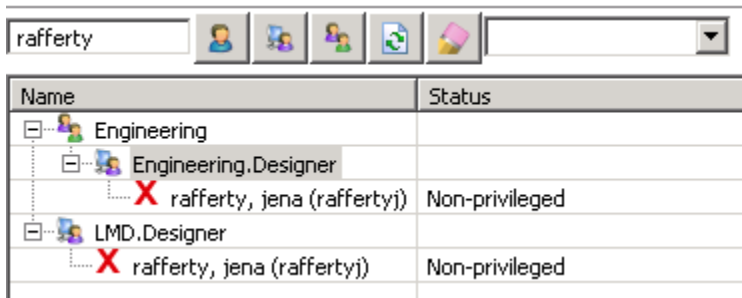 rafferty
Name Status
Engineering
Engineering.Designer
rafferty, jena (raffertyj) Non-privileged
LMD.Designer
rafferty, jena (raffertyj) Non-privileged